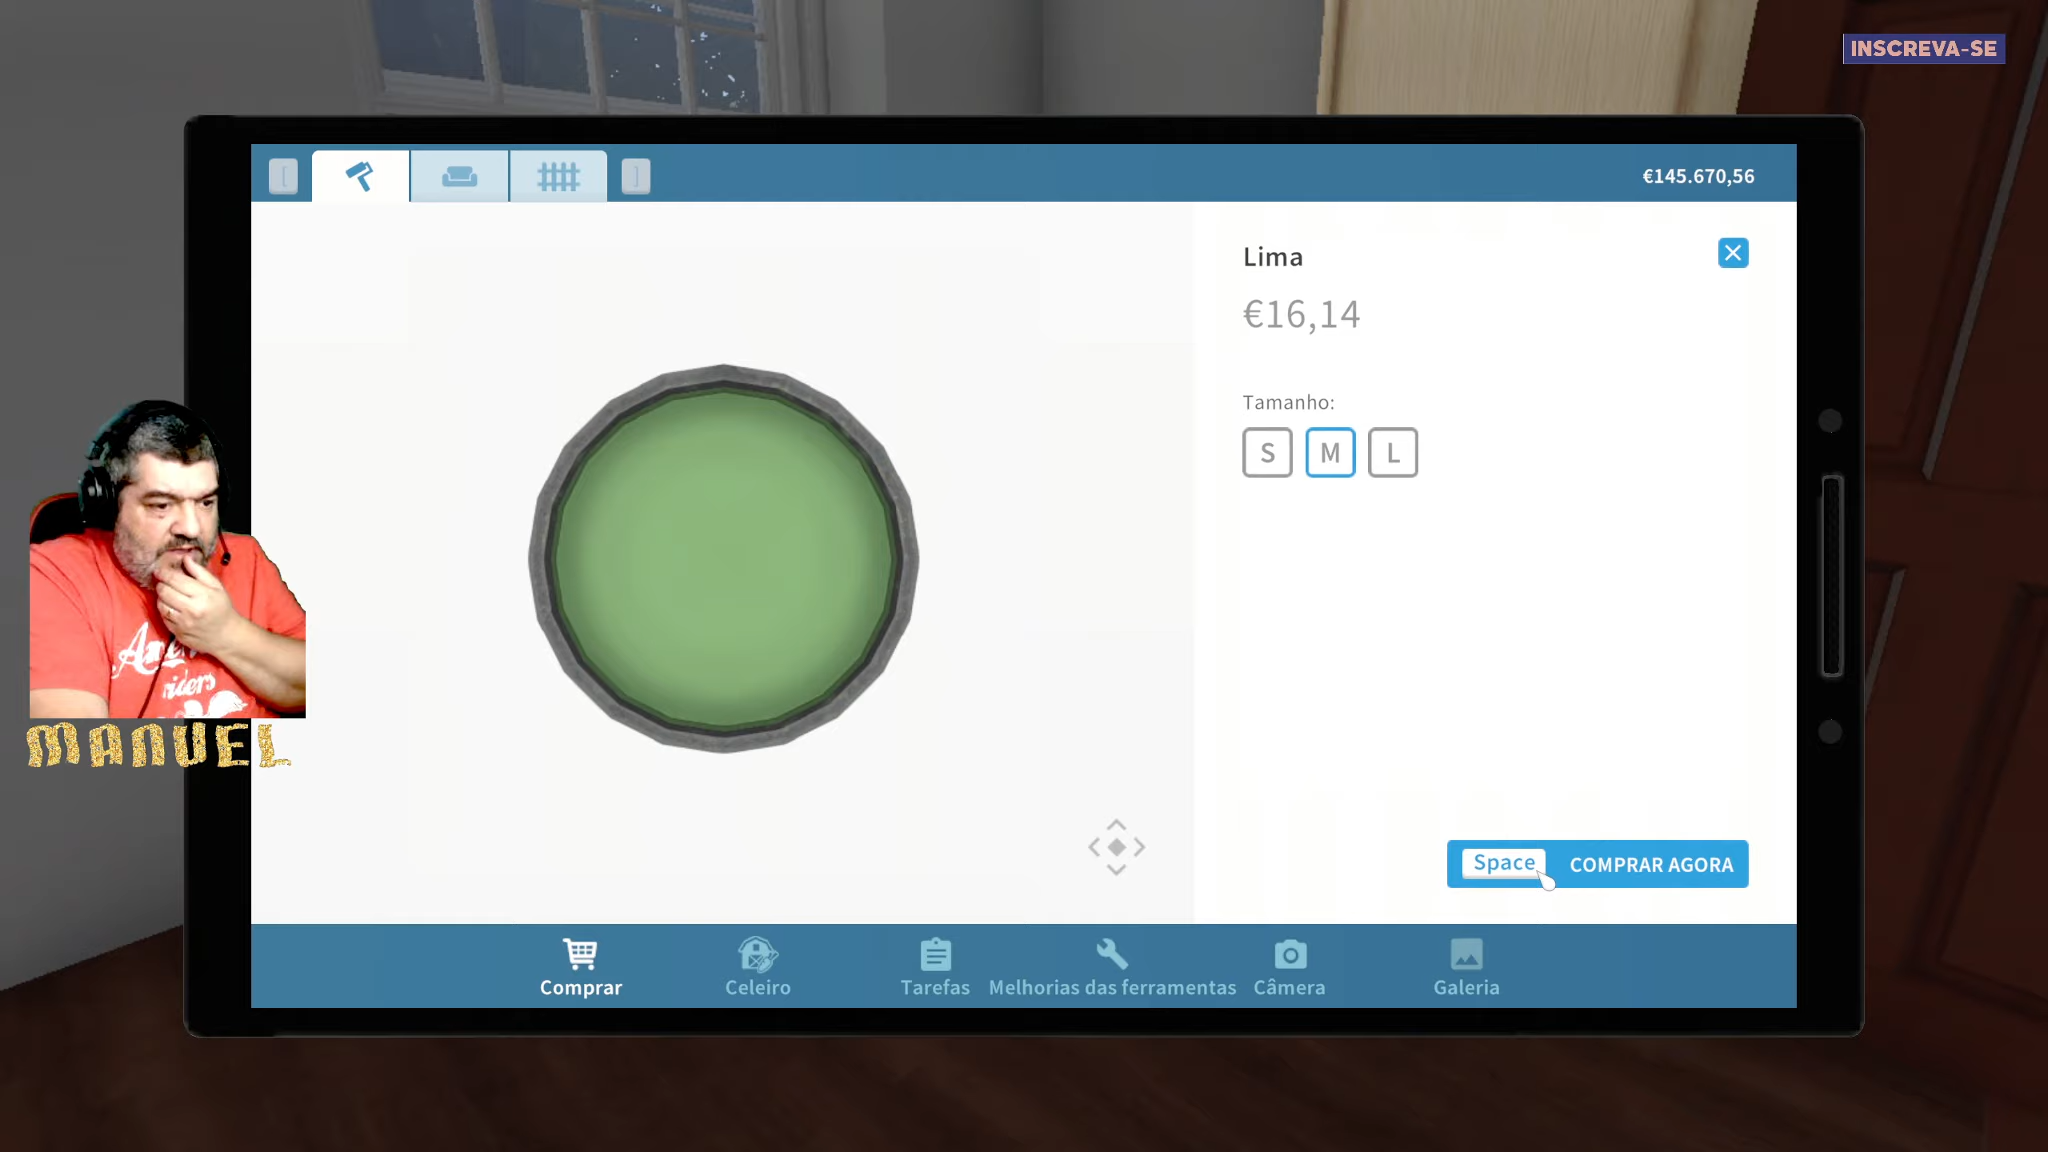 INSCREVA-SE
[
]
€145.670,56
Lima
€16,14
Tamanho:
S M L
MANUEL
Space COMPRAR AGORA
Comprar
Celeiro
Tarefas
Melhorias das ferramentas
Câmera
Galeria